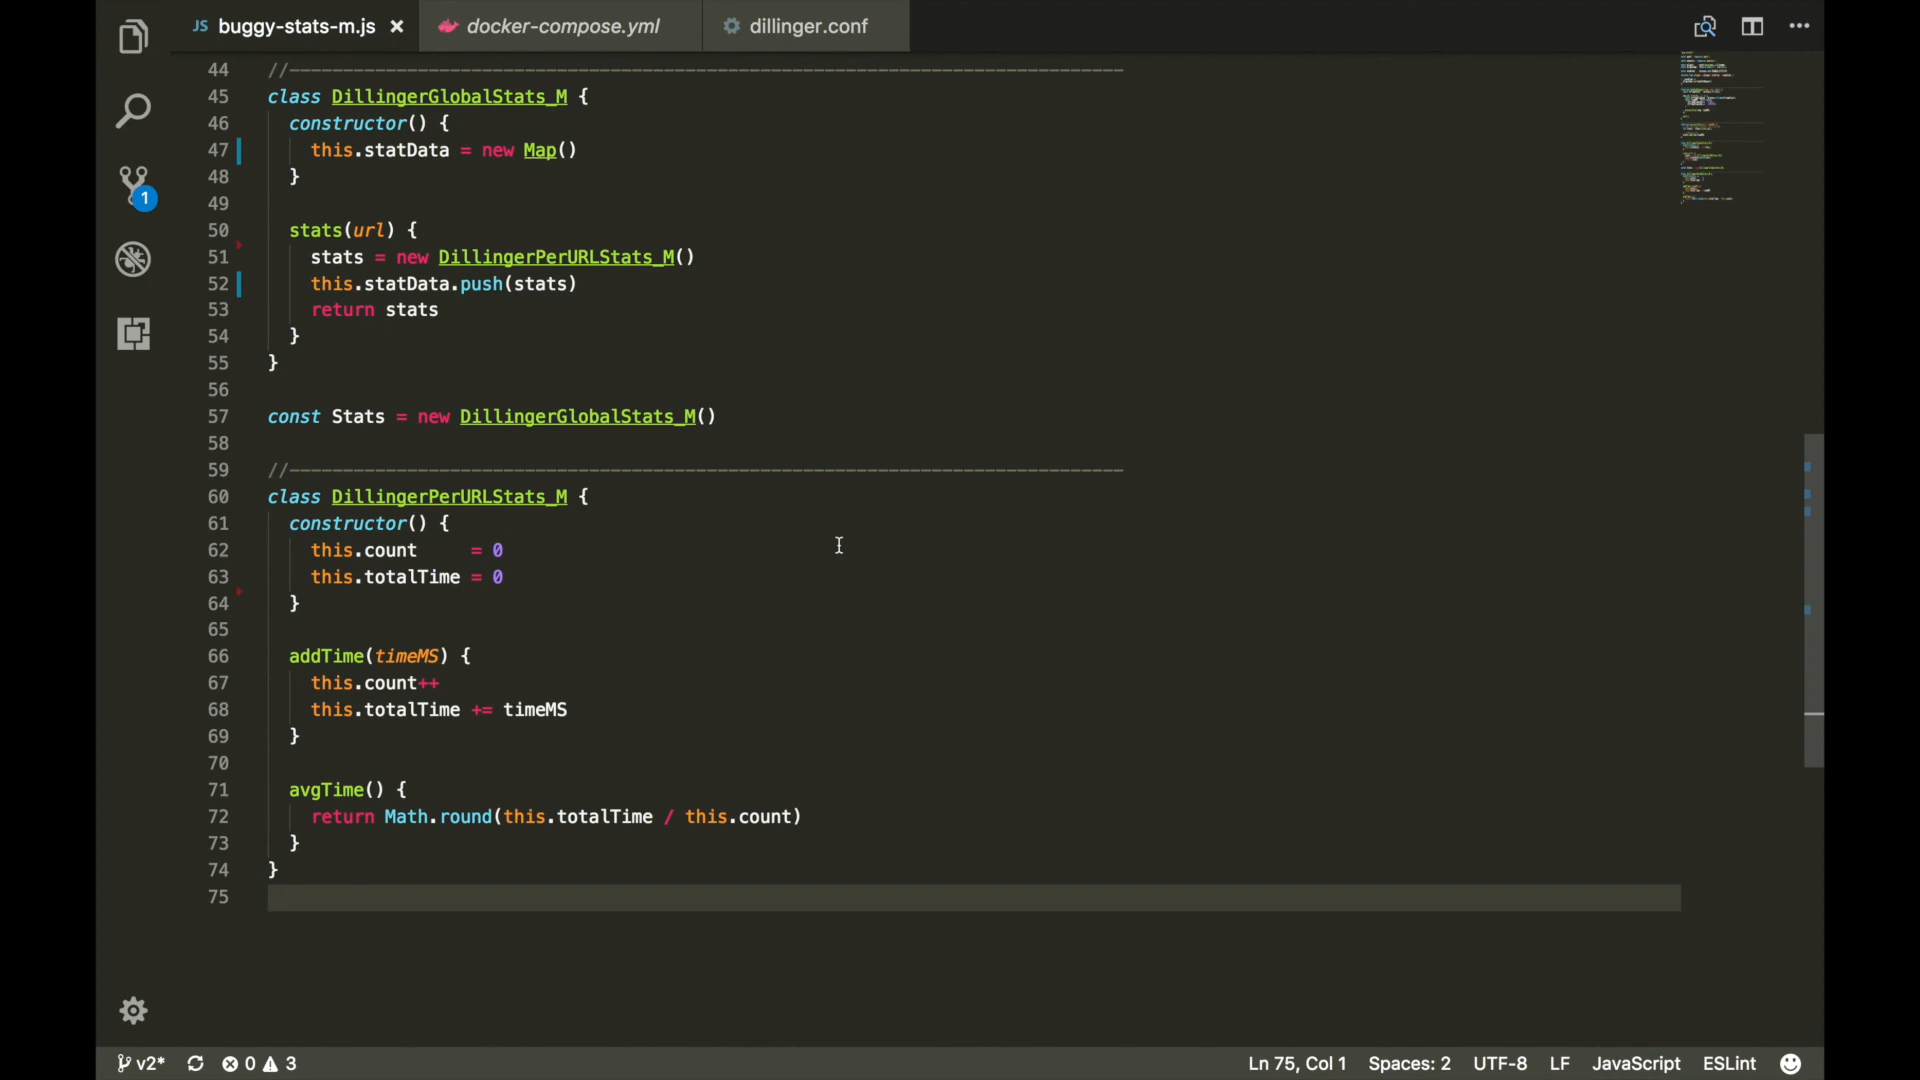 JS buggy-stats-m.js × docker-compose.yml dillinger.conf
44 //------------------------------------------------------------------------------
45 class DillingerGlobalStats_M {
46 constructor() {
47 this.statData = new Map()
48 }
49
50 stats(url) {
51 stats = new DillingerPerURLStats_M()
52 this.statData.push(stats)
53 return stats
54 }
55 }
56
57 const Stats = new DillingerGlobalStats_M()
58
59 //------------------------------------------------------------------------------
60 class DillingerPerURLStats_M {
61 constructor() {
62 this.count     = 0
63 this.totalTime = 0
64 }
65
66 addTime(timeMS) {
67 this.count++
68 this.totalTime += timeMS
69 }
70
71 avgTime() {
72 return Math.round(this.totalTime / this.count)
73 }
74 }
75
1
v2* 0 3 Ln 75, Col 1 Spaces: 2 UTF-8 LF JavaScript ESLint